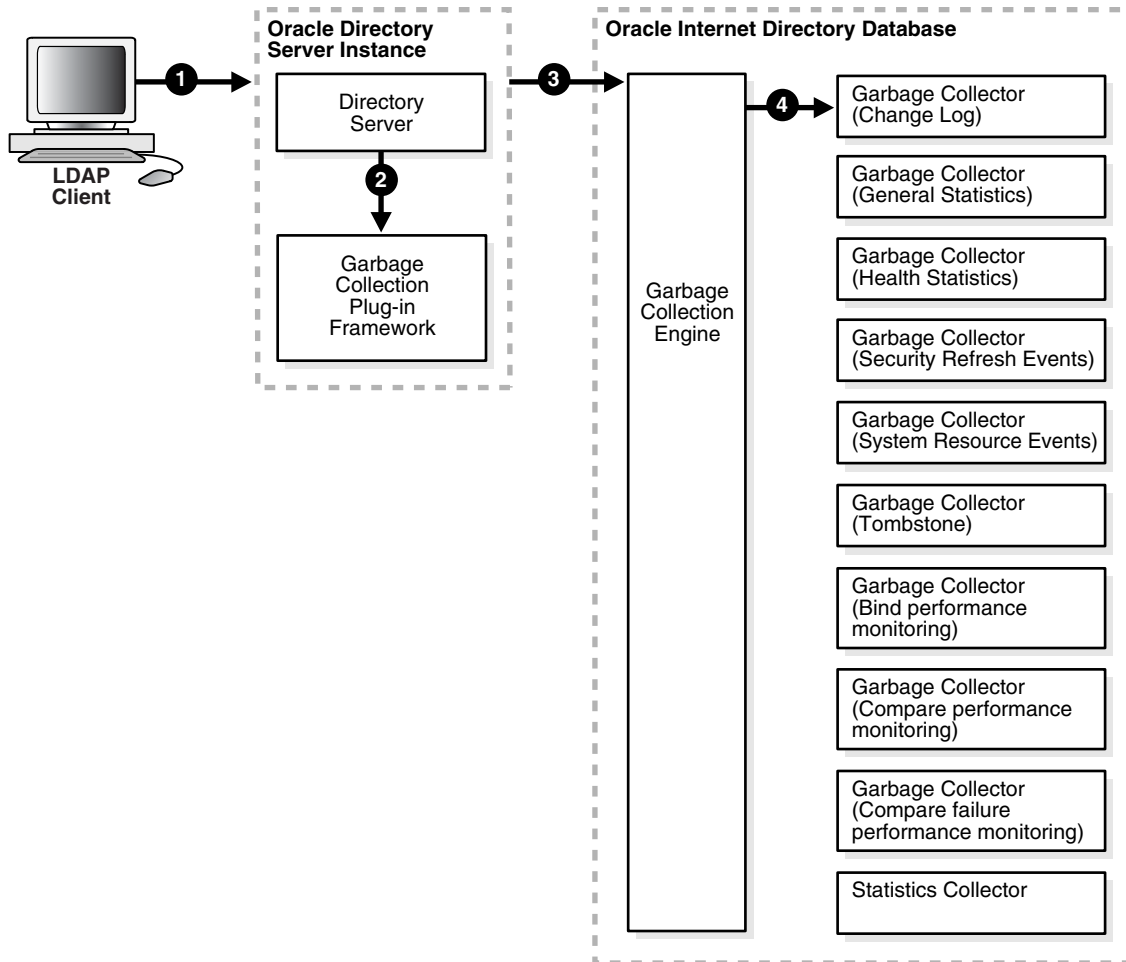 Oracle Directory
Server Instance
Oracle Internet Directory Database
1
3
Directory
Server
2
Garbage
Collection
Plug-in
Framework
LDAP
Client
Garbage
Collection
Engine
4
Garbage Collector
(Change Log)
Garbage Collector
(General Statistics)
Garbage Collector
(Health Statistics)
Garbage Collector
(Security Refresh Events)
Garbage Collector
(System Resource Events)
Garbage Collector
(Tombstone)
Garbage Collector
(Bind performance
monitoring)
Garbage Collector
(Compare performance
monitoring)
Garbage Collector
(Compare failure
performance monitoring)
Statistics Collector